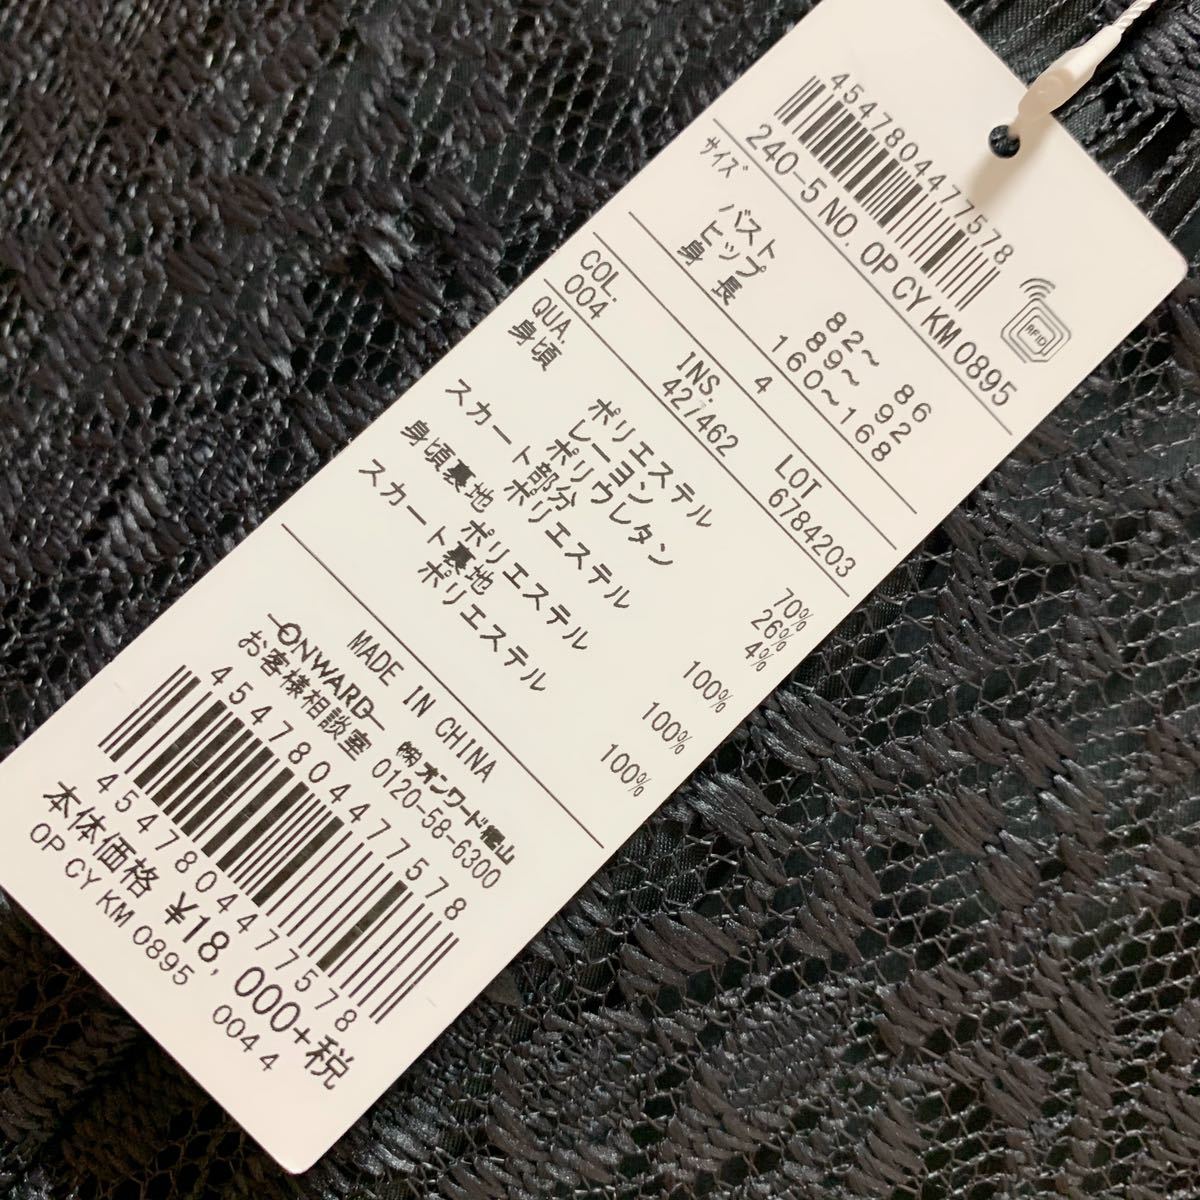 4547804477578
240-5 NO. OP CY KM 0895
RFID
サイズ
バスト 82～ 86
ヒップ 89～ 92
身長 160～168
COL. INS. LOT
004 4 427462 6784203
QUA.
身頃
ポリエステル 70%
レーヨン 26%
ポリウレタン 4%
スカート部分
ポリエステル 100%
身頃裏地
ポリエステル 100%
スカート裏地
ポリエステル 100%
MADE IN CHINA
ONWARD ㈱オンワード樫山
お客様相談室 0120-58-6300
4547804477578
4547804477578
本体価格 ¥18,000+税
OP CY KM 0895 004 4